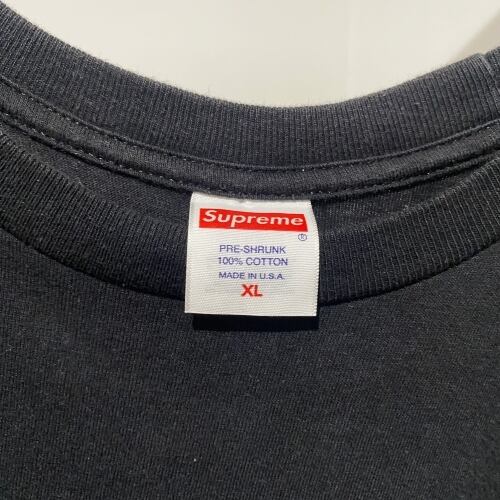 Supreme
®
PRE-SHRUNK
100% COTTON
MADE IN U.S.A.
XL